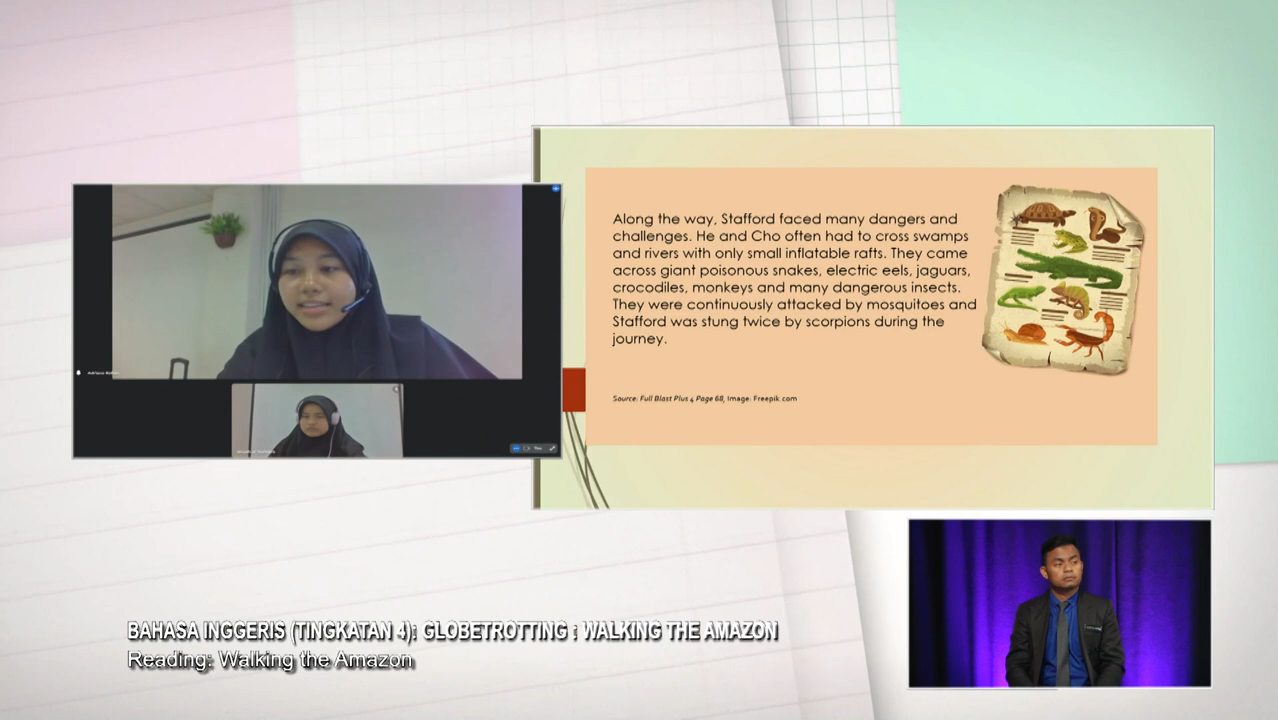 Along the way, Stafford faced many dangers and
challenges. He and Cho often had to cross swamps
and rivers with only small inflatable rafts. They came
across giant poisonous snakes, electric eels, jaguars,
crocodiles, monkeys and many dangerous insects.
They were continuously attacked by mosquitoes and
Stafford was stung twice by scorpions during the
journey.
Source: Full Blast Plus 4 Page 68, Image: Freepik.com
BAHASA INGGERIS (TINGKATAN 4): GLOBETROTTING : WALKING THE AMAZON
Reading: Walking the Amazon